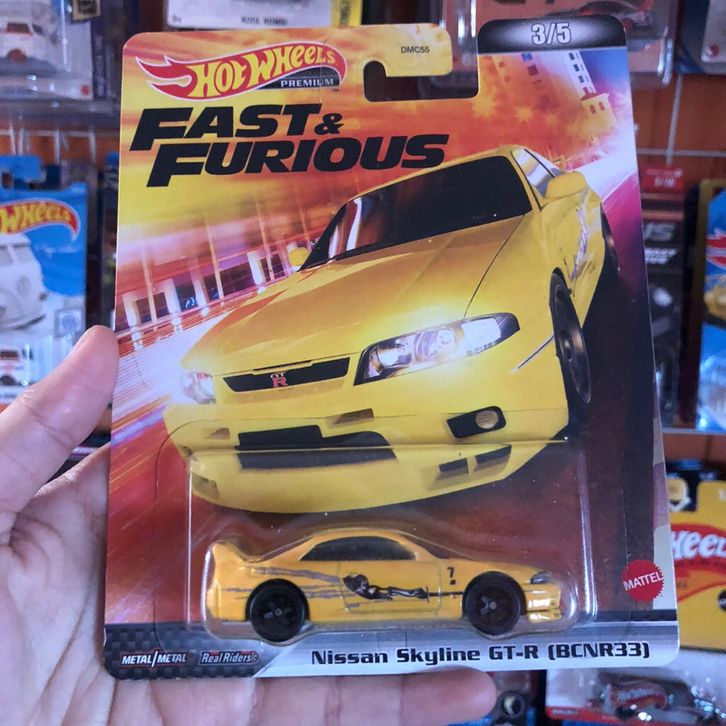 HOT WHEELS
PREMIUM
DMC55
3/5
FAST &
FURIOUS
WHEELS
GT
R
7
MATTEL
METAL/METAL
Real Riders
Nissan Skyline GT-R (BCNR33)